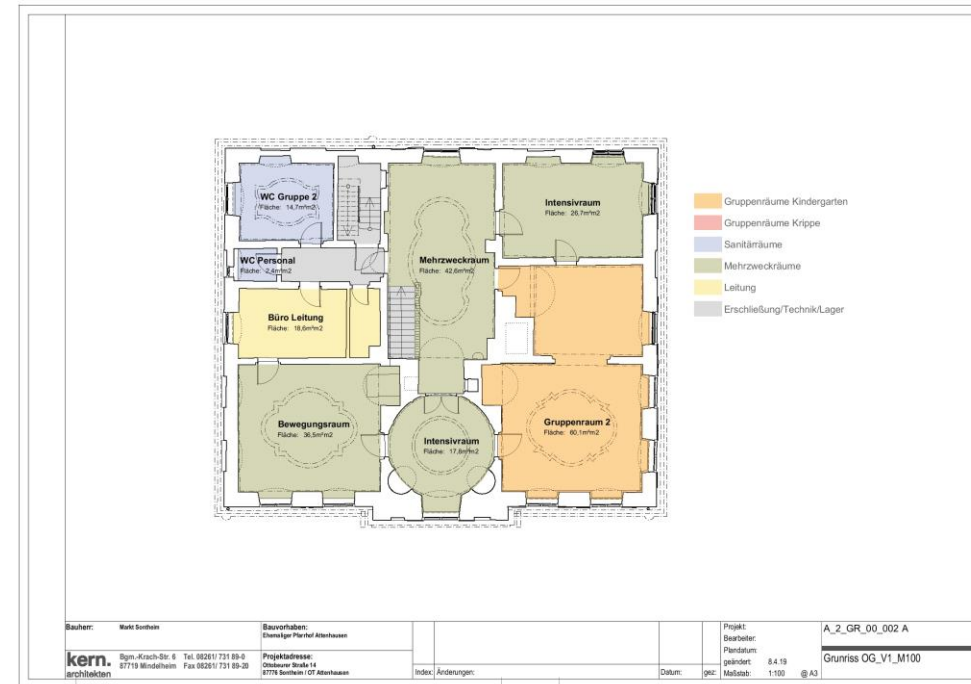 WC Gruppe 2
Fläche: 14,7m²m2
Intensivraum
Fläche: 26,7m²m2
WC Personal
Fläche: 2,4m²m2
Mehrzweckraum
Fläche: 42,6m²m2
Büro Leitung
Fläche: 18,6m²m2
Bewegungsraum
Fläche: 36,5m²m2
Intensivraum
Fläche: 17,8m²m2
Gruppenraum 2
Fläche: 60,1m²m2
Gruppenräume Kindergarten
Gruppenräume Krippe
Sanitärräume
Mehrzweckräume
Leitung
Erschließung/Technik/Lager
Bauherr: Markt Sontheim
kern.
architekten
Bgm.-Krach-Str. 6 Tel. 08261/ 731 89-0
87719 Mindelheim Fax 08261/ 731 89-20
Bauvorhaben:
Ehemaliger Pfarrhof Attenhausen
Projektadresse:
Ottobeurer Straße 14
87776 Sontheim / OT Attenhausen
Index: Änderungen:
Datum: gez:
Projekt:
Bearbeiter:
Plandatum:
geändert: 8.4.19
Maßstab: 1:100 @ A3
A_2_GR_00_002 A
Grunriss OG_V1_M100